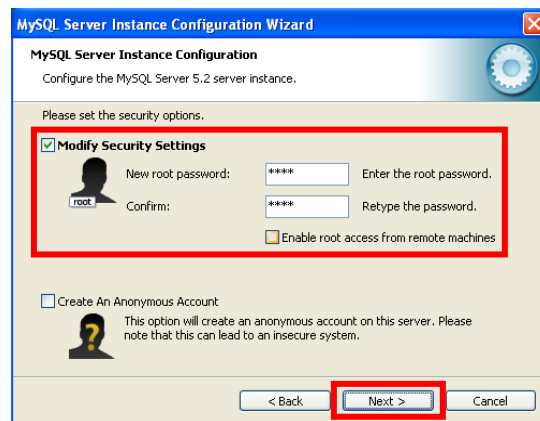 MySQL Server Instance Configuration Wizard
MySQL Server Instance Configuration
Configure the MySQL Server 5.2 server instance.
Please set the security options.
Modify Security Settings
New root password: **** Enter the root password.
root
Confirm: **** Retype the password.
Enable root access from remote machines
Create An Anonymous Account
This option will create an anonymous account on this server. Please
note that this can lead to an insecure system.
< Back Next > Cancel